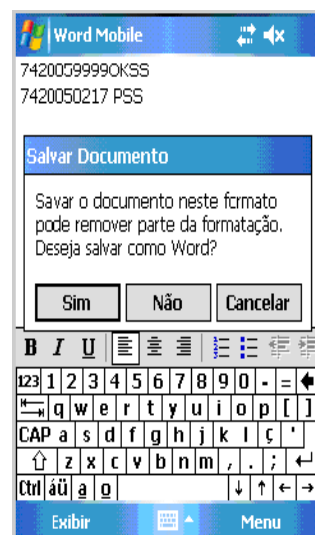 Word Mobile
7420059999OKSS
7420050217 PSS
Salvar Documento
Savar o documento neste formato
pode remover parte da formatação.
Deseja salvar como Word?
Sim Não Cancelar
B I U
123 1 2 3 4 5 6 7 8 9 0 - =
q w e r t y u i o p [ ]
CAP a s d f g h j k l ç '
z x c v b n m , . ;
Ctrl áü a o ↓ ↑ ← →
Exibir Menu